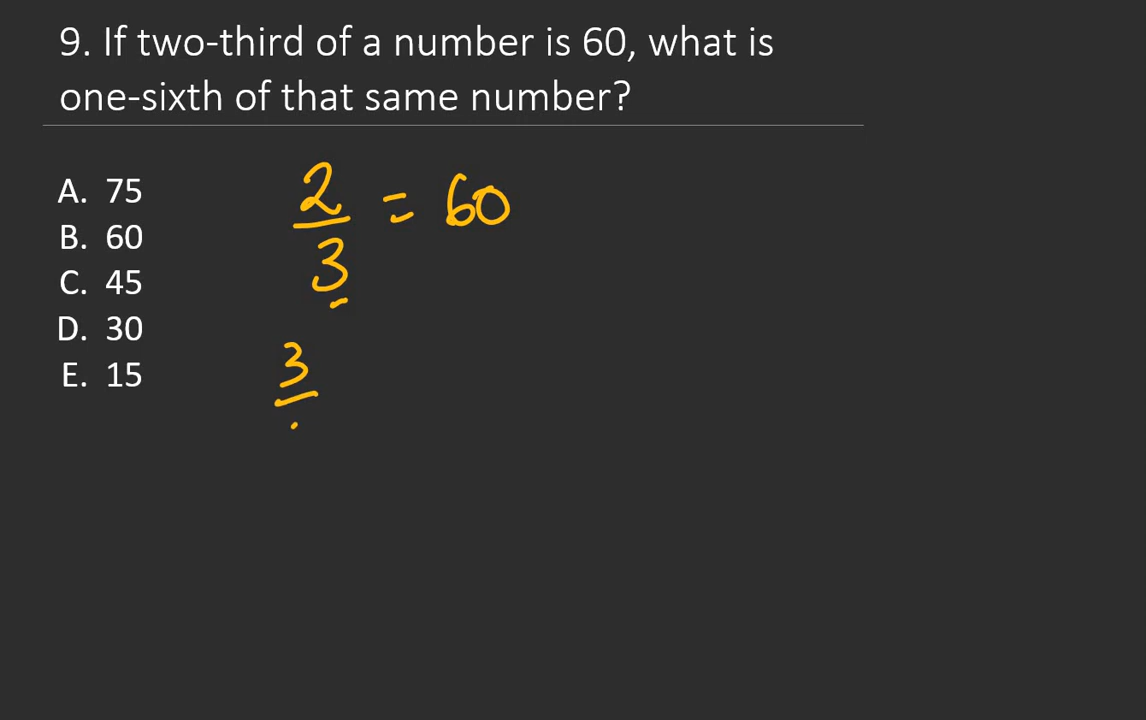 9. If two-third of a number is 60, what is
one-sixth of that same number?
A. 75
B. 60
C. 45
D. 30
E. 15
2/3 = 60
3/